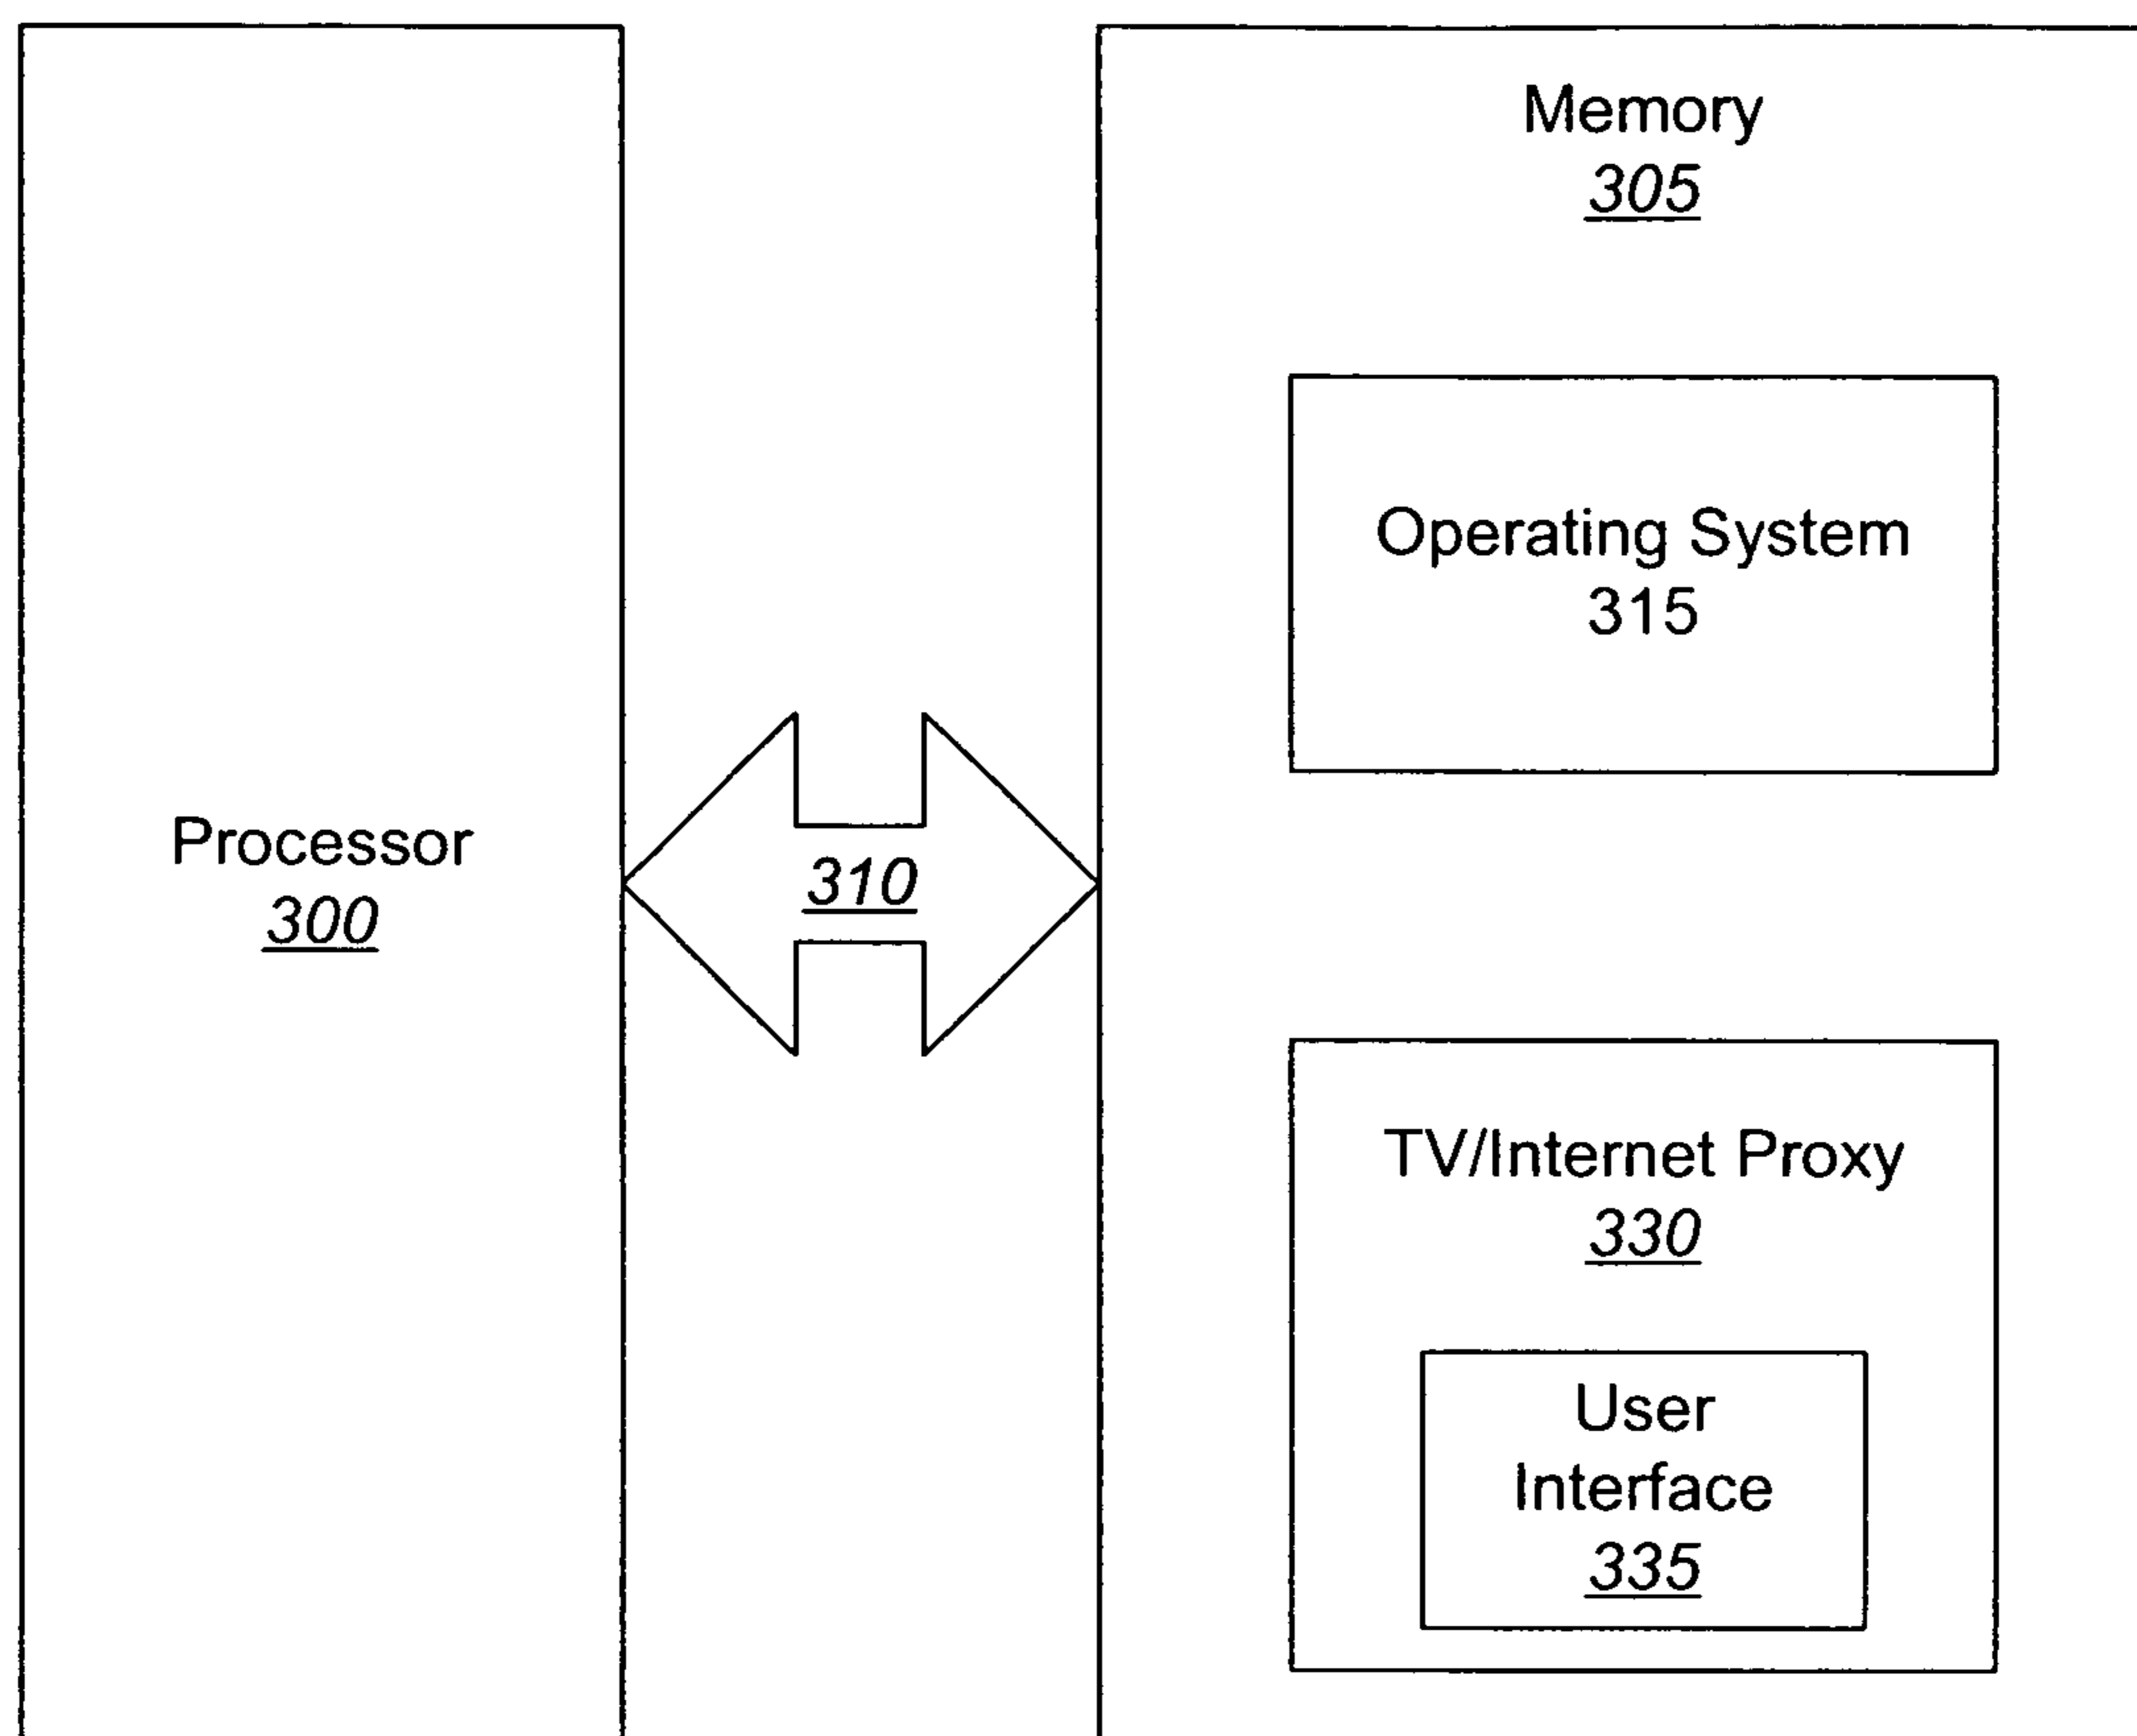 Memory
305
Operating System
315
Processor
300
310
TV/Internet Proxy
330
User
Interface
335